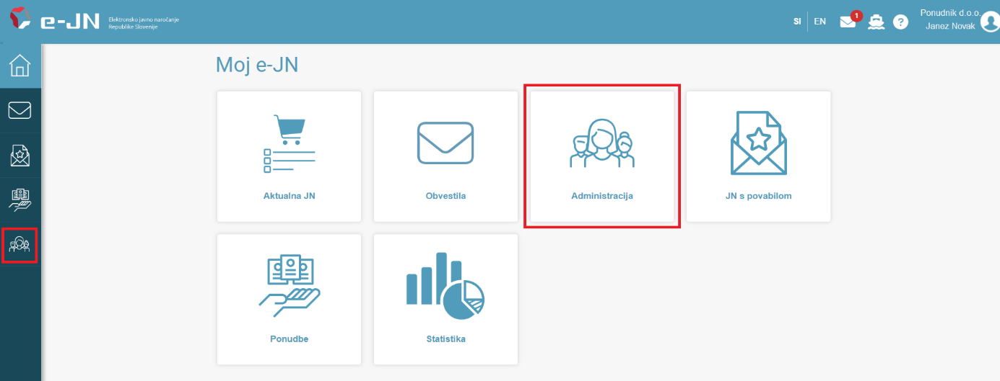 e-JN
Elektronsko javno naročanje
Republike Slovenije
SI EN
1
?
Ponudnik d.o.o.
Janez Novak
Moj e-JN
Aktualna JN
Obvestila
Administracija
JN s povabilom
Ponudbe
Statistika